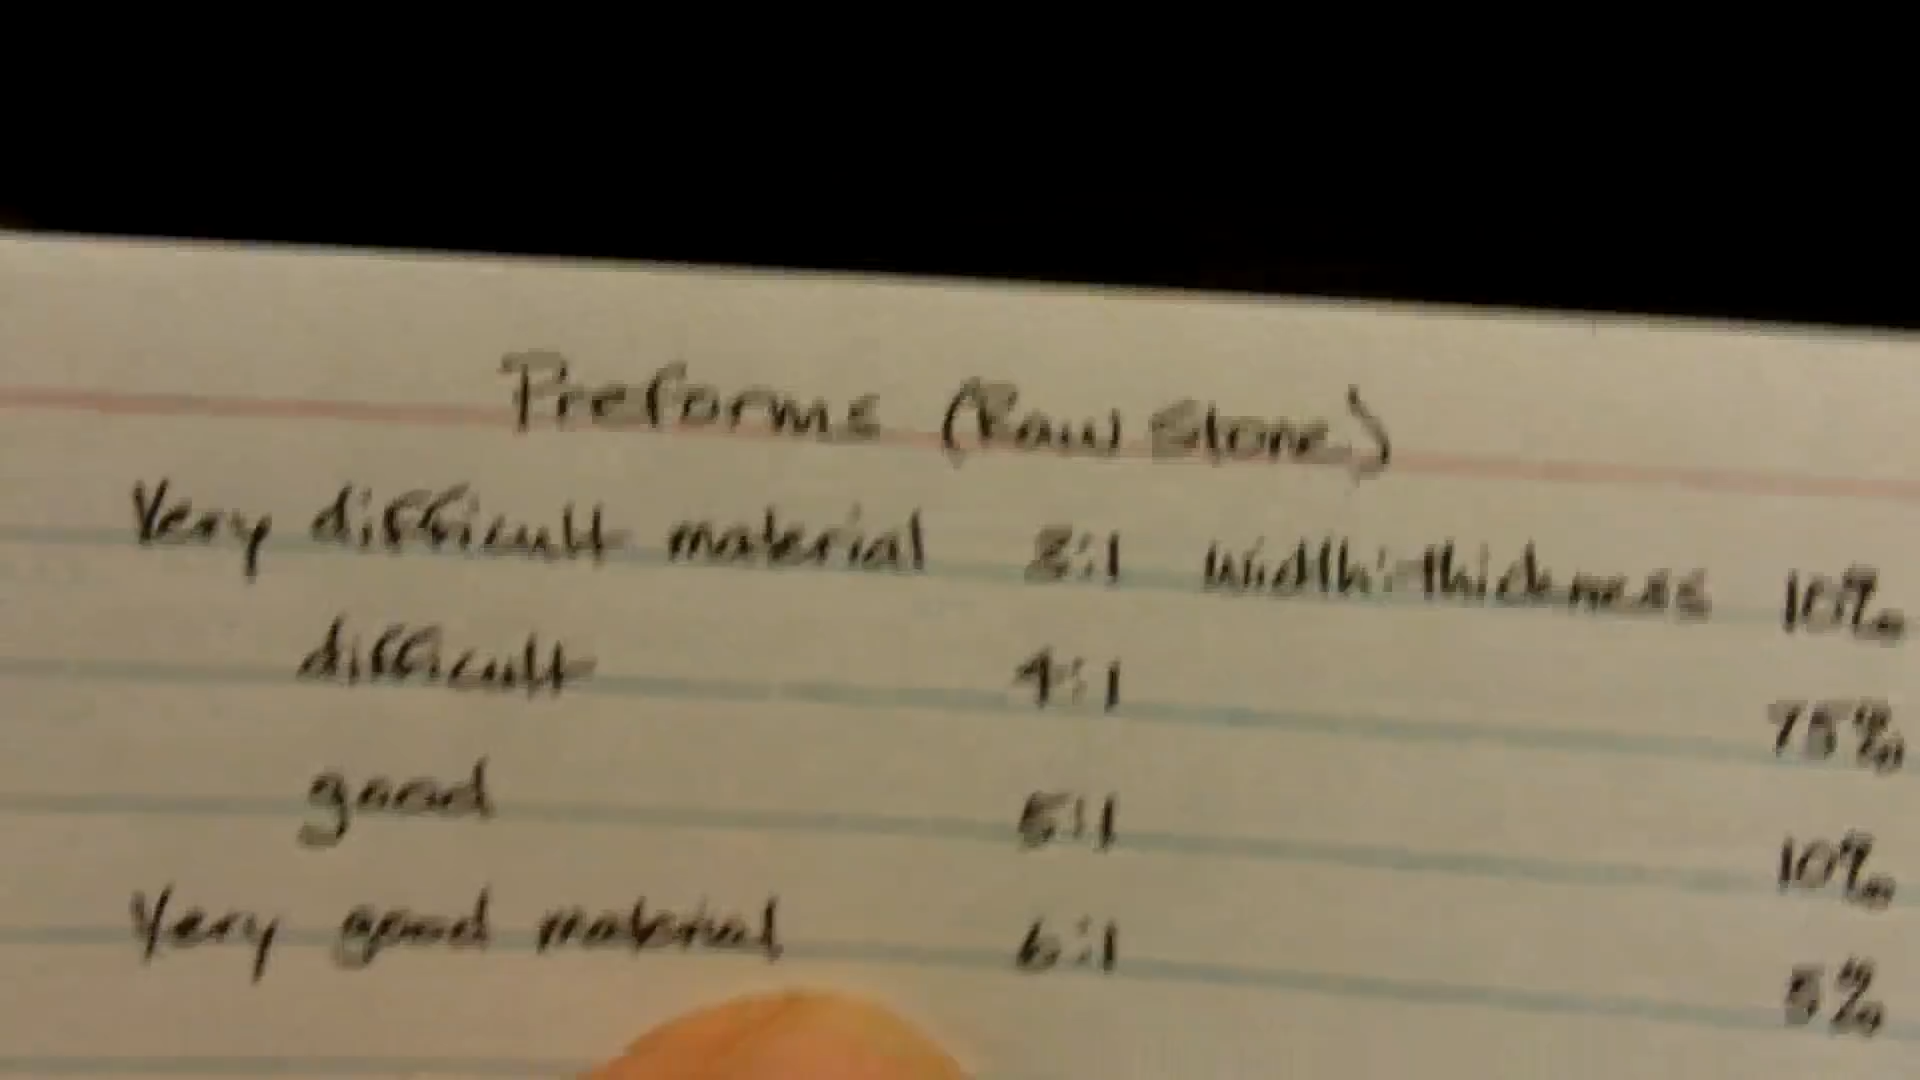 Preforms (Raw Stone)
Very difficult material 3:1 width:thickness 10%
difficult 4:1 75%
good 5:1 10%
Very good material 6:1 5%